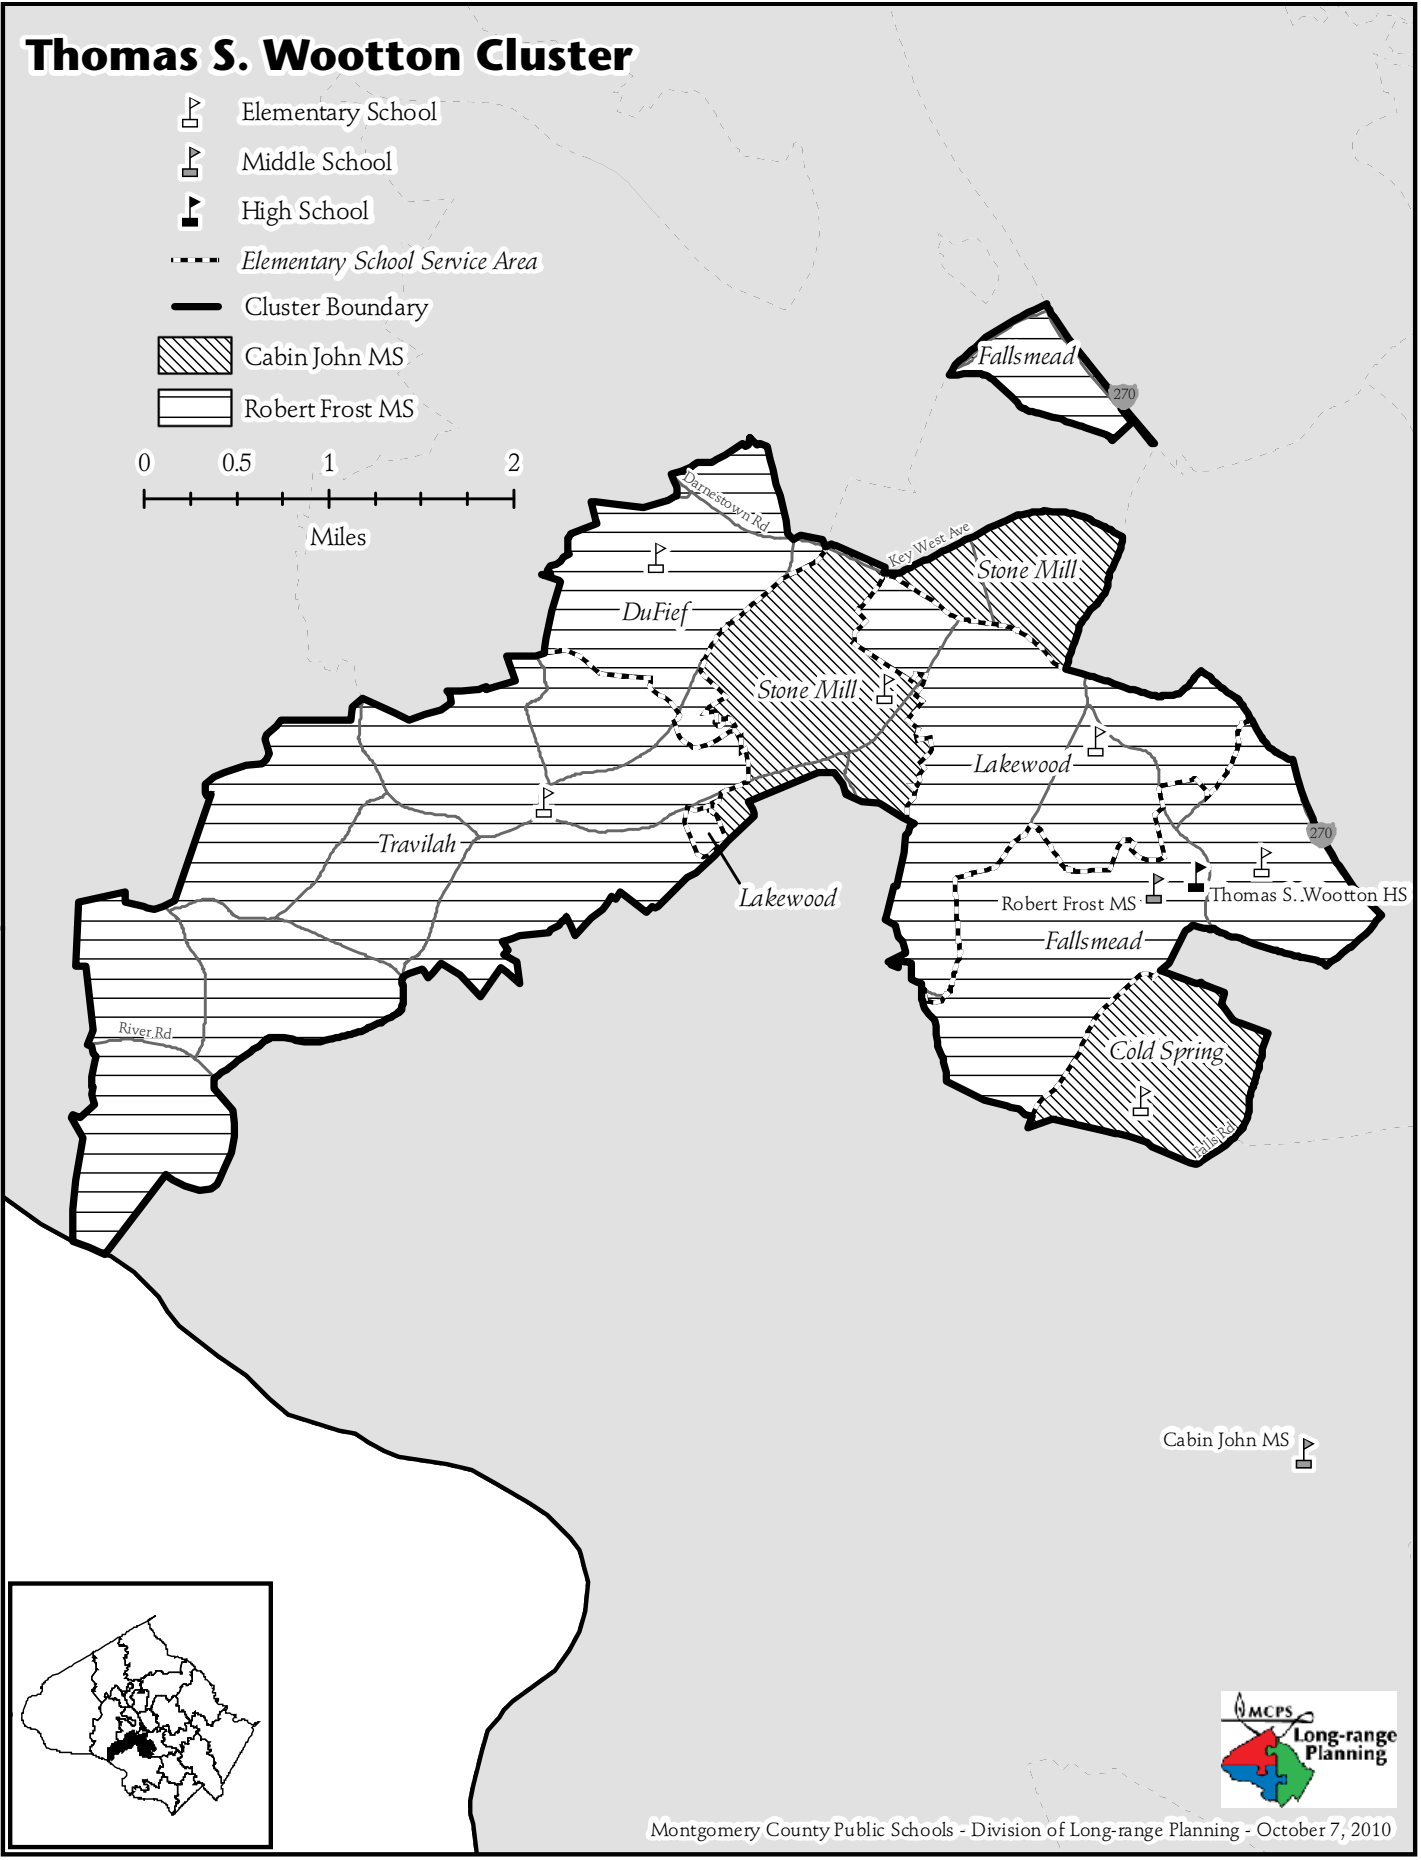 Thomas S. Wootton Cluster
Elementary School
Middle School
High School
Elementary School Service Area
Cluster Boundary
Cabin John MS
Robert Frost MS
0 0.5 1 2
Miles
Fallsmead
270
Darnestown Rd
Key West Ave
Stone Mill
DuFief
Stone Mill
Lakewood
Travilah
270
Lakewood
Thomas S. Wootton HS
Robert Frost MS
Fallsmead
River Rd
Cold Spring
Falls Rd
Cabin John MS
MCPS
Long-range
Planning
Montgomery County Public Schools - Division of Long-range Planning - October 7, 2010